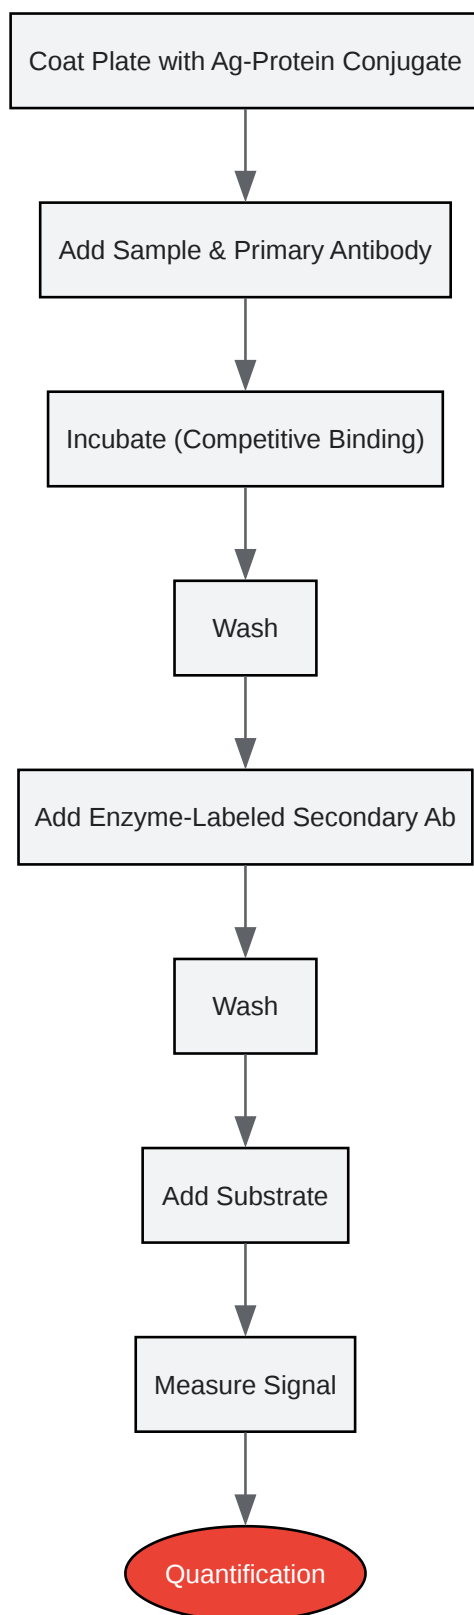 Coat Plate with Ag-Protein Conjugate
Add Sample & Primary Antibody
Incubate (Competitive Binding)
Wash
Add Enzyme-Labeled Secondary Ab
Wash
Add Substrate
Measure Signal
Quantification